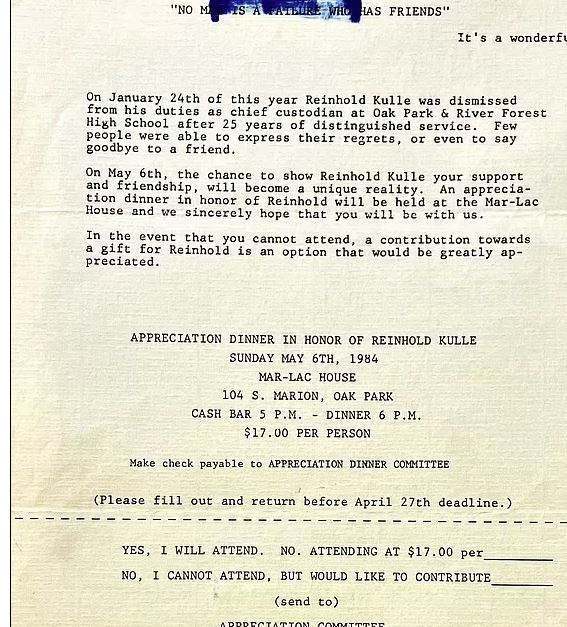 "NO MAN IS A FAILURE WHO HAS FRIENDS"
It's a wonderfu
On January 24th of this year Reinhold Kulle was dismissed
from his duties as chief custodian at Oak Park & River Forest
High School after 25 years of distinguished service. Few
people were able to express their regrets, or even to say
goodbye to a friend.
On May 6th, the chance to show Reinhold Kulle your support
and friendship, will become a unique reality. An apprecia-
tion dinner in honor of Reinhold will be held at the Mar-Lac
House and we sincerely hope that you will be with us.
In the event that you cannot attend, a contribution towards
a gift for Reinhold is an option that would be greatly ap-
preciated.
APPRECIATION DINNER IN HONOR OF REINHOLD KULLE
SUNDAY MAY 6TH, 1984
MAR-LAC HOUSE
104 S. MARION, OAK PARK
CASH BAR 5 P.M. - DINNER 6 P.M.
$17.00 PER PERSON
Make check payable to APPRECIATION DINNER COMMITTEE
(Please fill out and return before April 27th deadline.)
YES, I WILL ATTEND. NO. ATTENDING AT $17.00 per
NO, I CANNOT ATTEND, BUT WOULD LIKE TO CONTRIBUTE
(send to)
APPRECIATION COMMITTEE